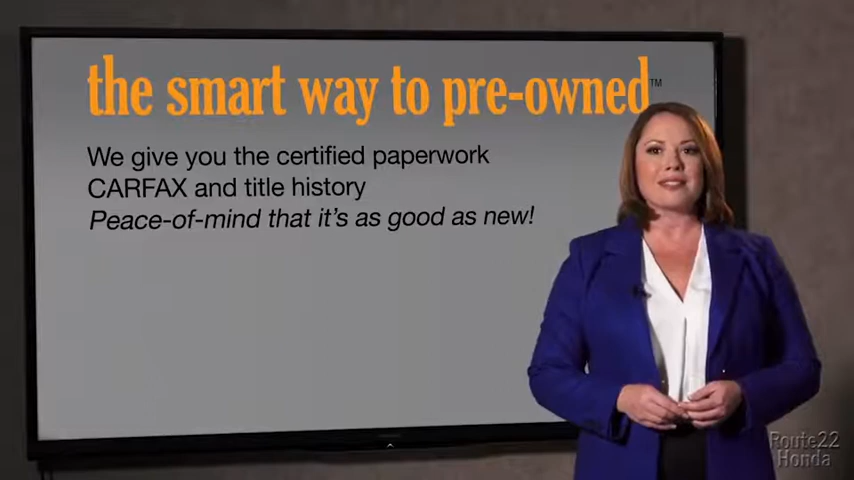 the smart way to pre-owned™
We give you the certified paperwork
CARFAX and title history
Peace-of-mind that it's as good as new!
Route22
Honda